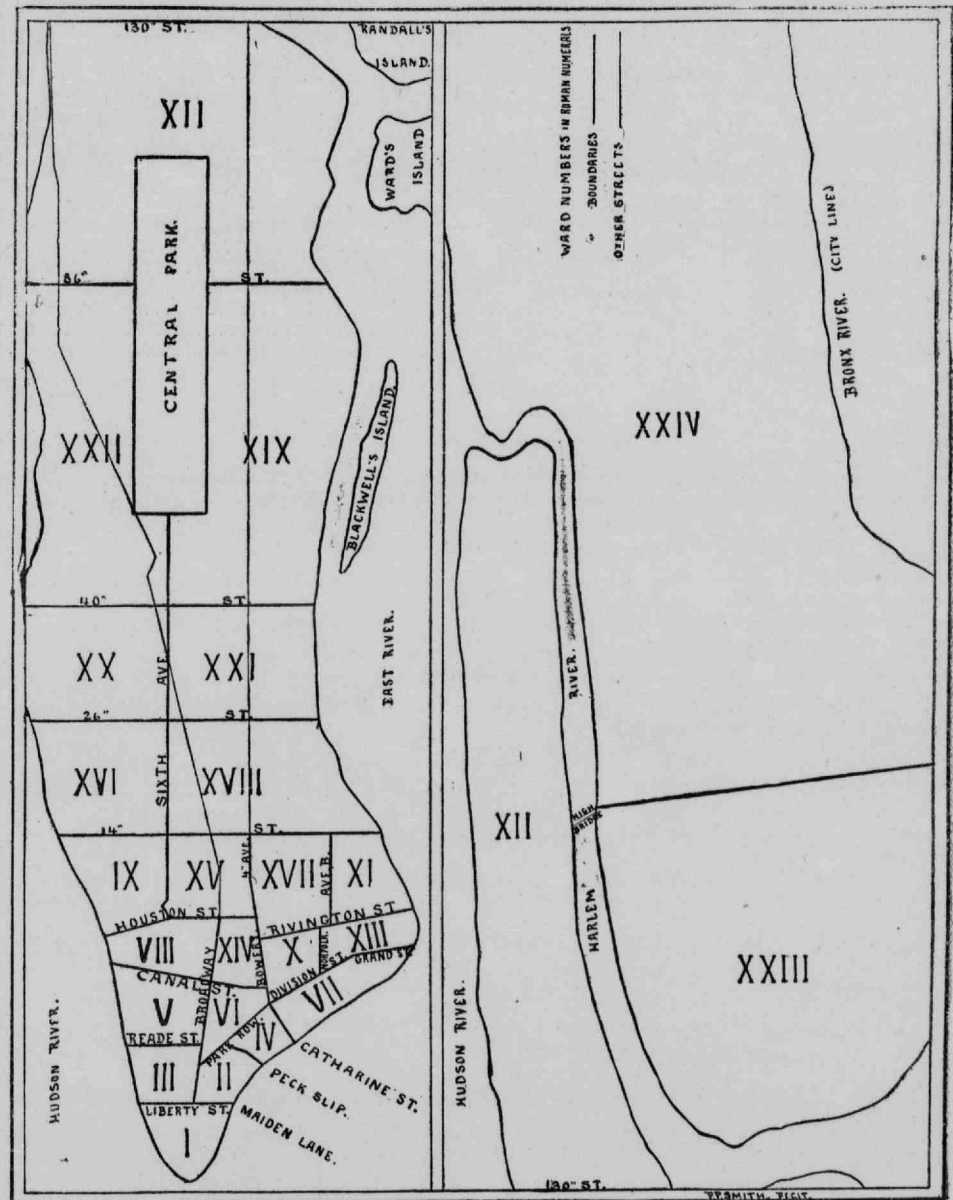 130" ST.
RANDALL'S
ISLAND.
XII
WARD'S
ISLAND
CENTRAL PARK.
86" ST.
XXII
XIX
BLACKWELL'S ISLAND.
40" ST.
XX
XXI
EAST RIVER.
26" ST.
SIXTH AVE.
XVI
XVIII
14" ST.
IX
XV
4" AVE.
XVII
AVE. B.
XI
HOUSTON ST.
RIVINGTON ST
VIII
BROADWAY
XIV
BOWERY
X
NORFOLK.
XIII
CANAL ST.
DIVISION ST.
GRAND ST.
V
VI
VII
READE ST.
PARK ROW.
IV
CATHARINE ST.
III
II
PECK SLIP.
LIBERTY ST.
MAIDEN LANE.
I
HUDSON RIVER.
WARD NUMBERS IN ROMAN NUMERALS
" BOUNDARIES
OTHER STREETS
BRONX RIVER. (CITY LINE)
XXIV
HARLEM RIVER.
HIGH
BRIDGE
XII
XXIII
HUDSON RIVER.
130" ST.
P.P. SMITH, FECIT.